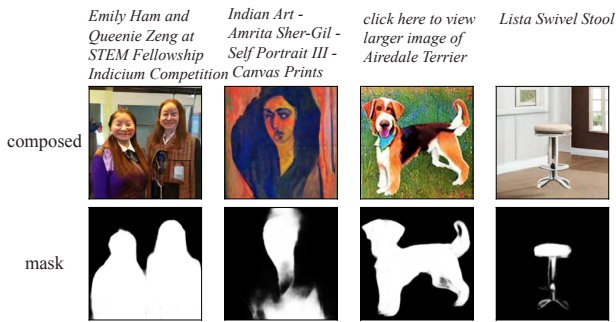 Emily Ham and
Queenie Zeng at
STEM Fellowship
Indicium Competition
Indian Art -
Amrita Sher-Gil -
Self Portrait III -
Canvas Prints
click here to view
larger image of
Airedale Terrier
Lista Swivel Stool
composed
mask